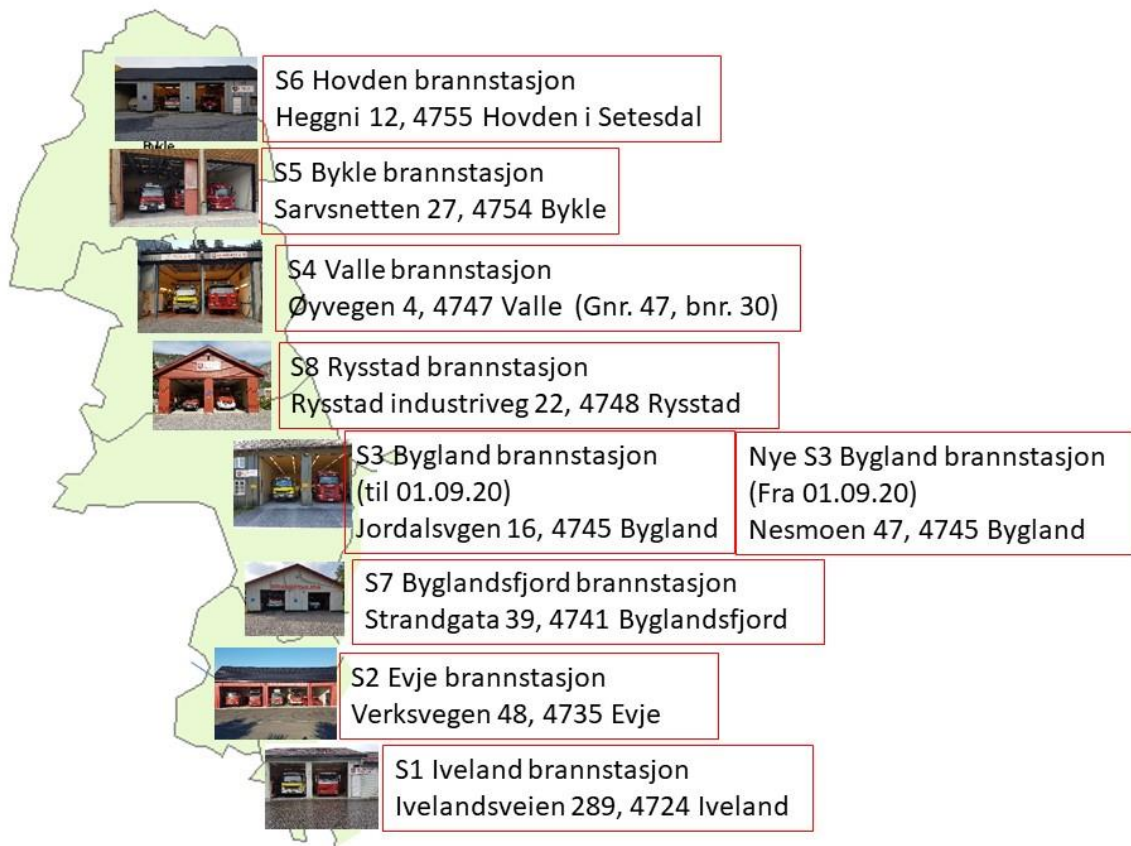 S6 Hovden brannstasjon
Heggni 12, 4755 Hovden i Setesdal
Bykle
S5 Bykle brannstasjon
Sarvsnetten 27, 4754 Bykle
S4 Valle brannstasjon
Øyvegen 4, 4747 Valle (Gnr. 47, bnr. 30)
S8 Rysstad brannstasjon
Rysstad industriveg 22, 4748 Rysstad
S3 Bygland brannstasjon
(til 01.09.20)
Jordalsvgen 16, 4745 Bygland
Nye S3 Bygland brannstasjon
(Fra 01.09.20)
Nesmoen 47, 4745 Bygland
S7 Byglandsfjord brannstasjon
Strandgata 39, 4741 Byglandsfjord
S2 Evje brannstasjon
Verksvegen 48, 4735 Evje
S1 Iveland brannstasjon
Ivelandsveien 289, 4724 Iveland